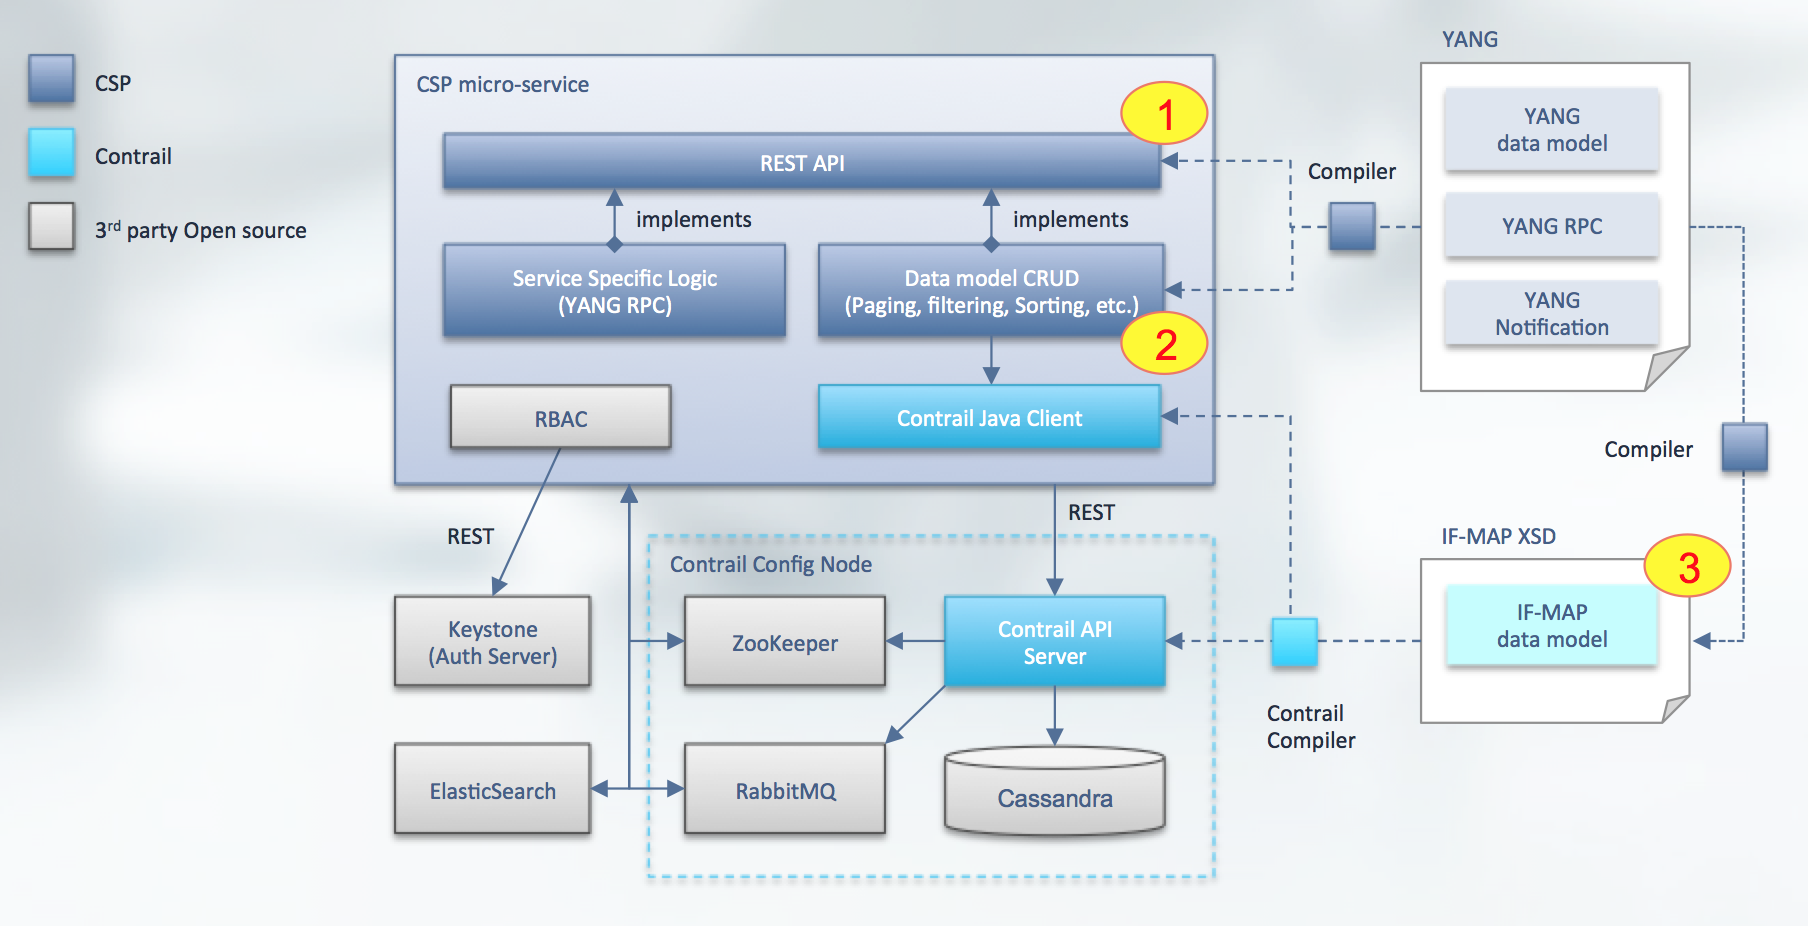 CSP
Contrail
3rd party Open source
CSP micro-service
1
REST API
implements
implements
Service Specific Logic
(YANG RPC)
Data model CRUD
(Paging, filtering, Sorting, etc.)
2
RBAC
Contrail Java Client
REST
REST
Contrail Config Node
Keystone
(Auth Server)
ZooKeeper
Contrail API
Server
ElasticSearch
RabbitMQ
Cassandra
YANG
YANG
data model
YANG RPC
YANG
Notification
Compiler
Compiler
IF-MAP XSD
3
IF-MAP
data model
Contrail
Compiler